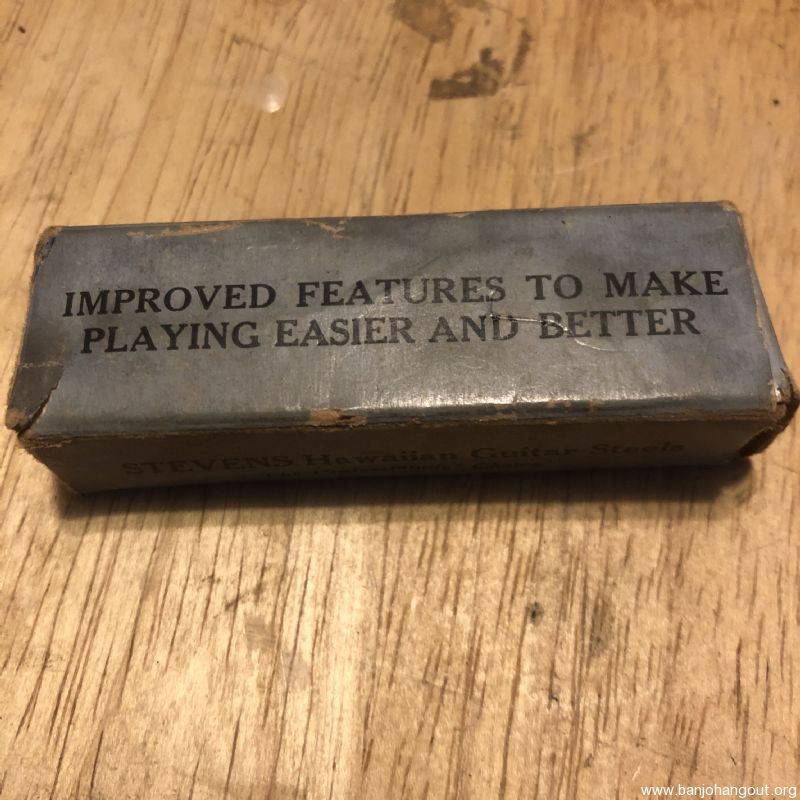 IMPROVED FEATURES TO MAKE
PLAYING EASIER AND BETTER
STEVENS Hawaiian Guitar Steels
www.banjohangout.org